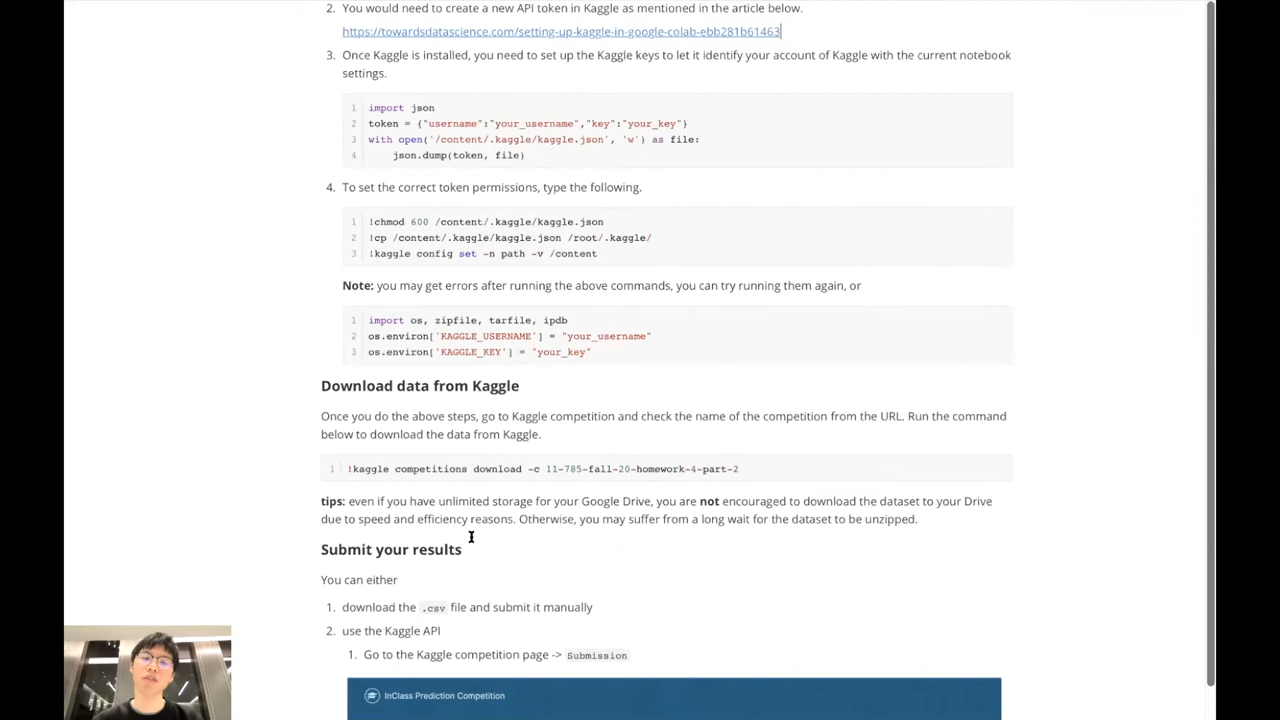 2. You would need to create a new API token in Kaggle as mentioned in the article below.
https://towardsdatascience.com/setting-up-kaggle-in-google-colab-ebb281b61463
3. Once Kaggle is installed, you need to set up the Kaggle keys to let it identify your account of Kaggle with the current notebook
settings.
1 import json
2 token = {"username":"your_username","key":"your_key"}
3 with open('/content/.kaggle/kaggle.json', 'w') as file:
4 json.dump(token, file)
4. To set the correct token permissions, type the following.
1 !chmod 600 /content/.kaggle/kaggle.json
2 !cp /content/.kaggle/kaggle.json /root/.kaggle/
3 !kaggle config set -n path -v /content
Note: you may get errors after running the above commands, you can try running them again, or
1 import os, zipfile, tarfile, ipdb
2 os.environ['KAGGLE_USERNAME'] = "your_username"
3 os.environ['KAGGLE_KEY'] = "your_key"
Download data from Kaggle
Once you do the above steps, go to Kaggle competition and check the name of the competition from the URL. Run the command
below to download the data from Kaggle.
1 !kaggle competitions download -c 11-785-fall-20-homework-4-part-2
tips: even if you have unlimited storage for your Google Drive, you are not encouraged to download the dataset to your Drive
due to speed and efficiency reasons. Otherwise, you may suffer from a long wait for the dataset to be unzipped.
Submit your results
You can either
1. download the .csv file and submit it manually
2. use the Kaggle API
1. Go to the Kaggle competition page -> Submission
InClass Prediction Competition